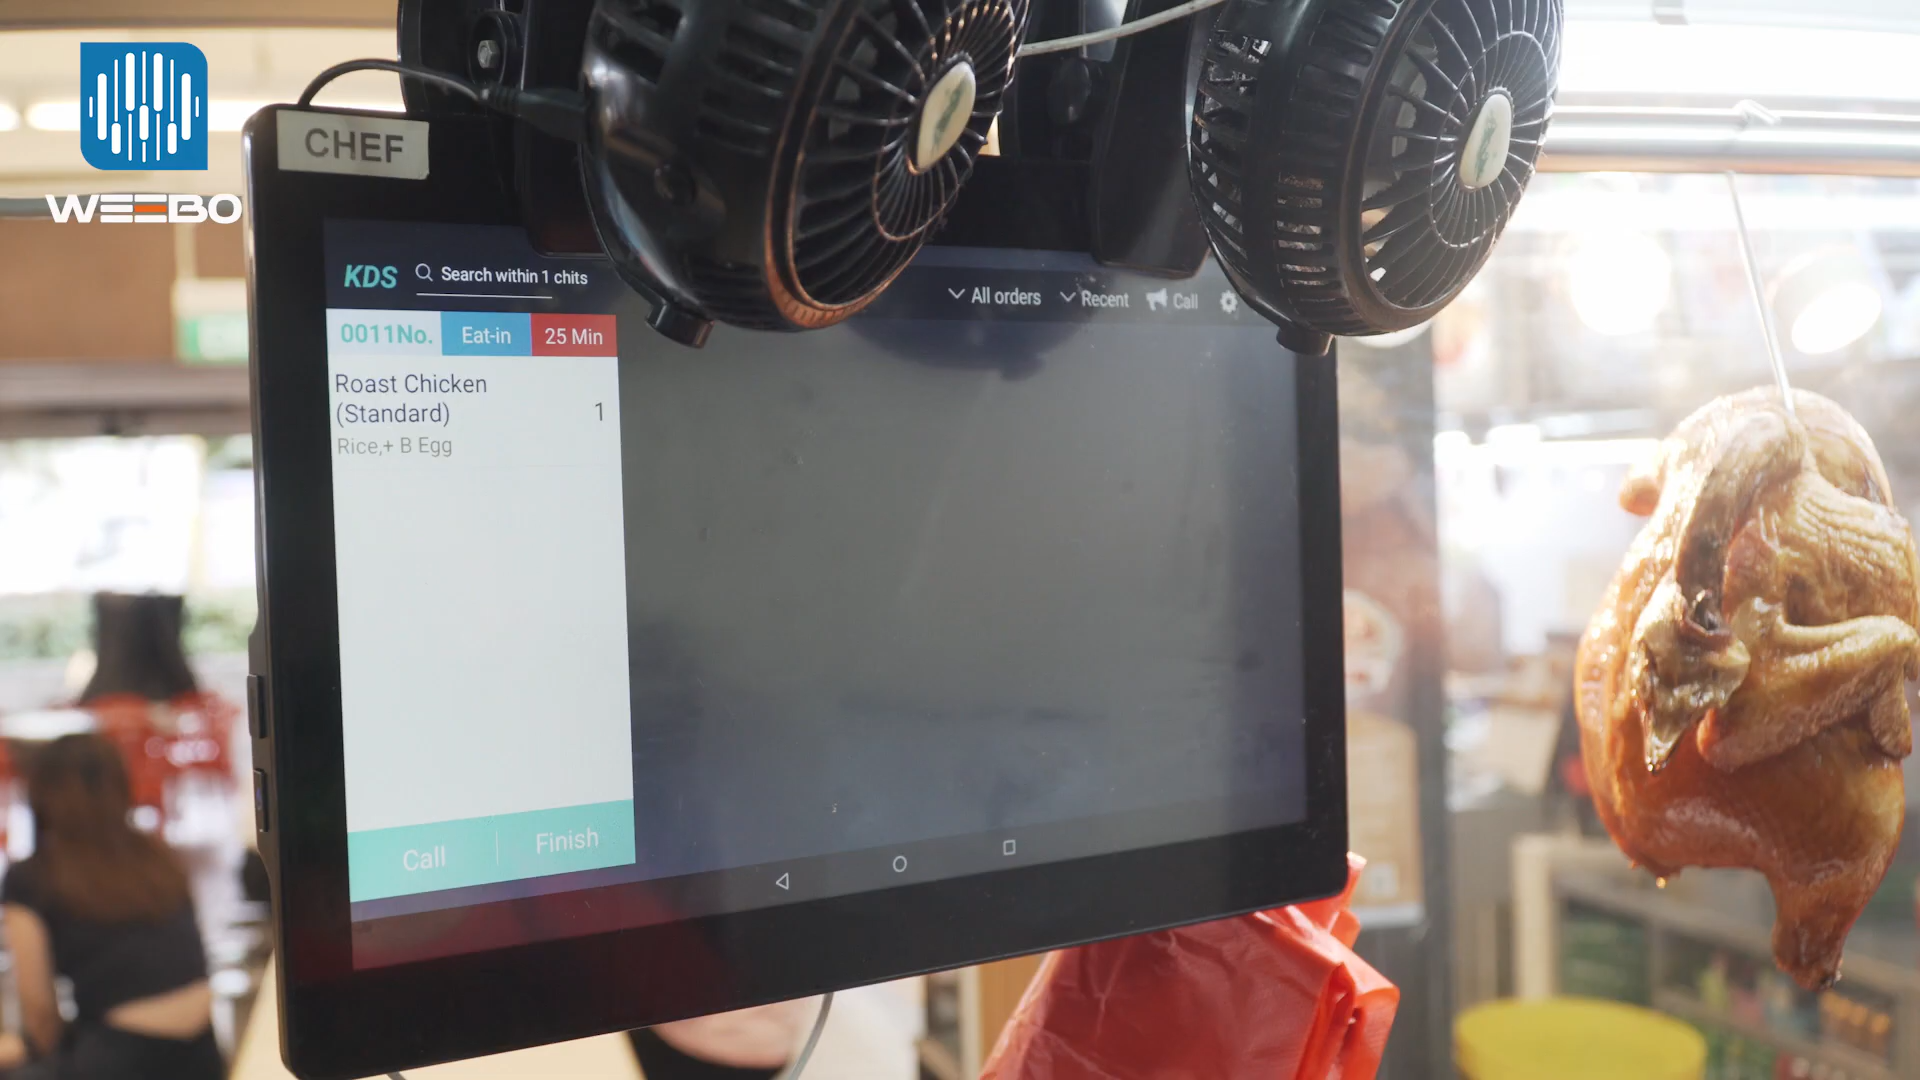 WEEBO
CHEF
KDS Search within 1 chits
All orders Recent Call
0011No. Eat-in 25 Min
Roast Chicken
(Standard) 1
Rice,+ B Egg
Call Finish